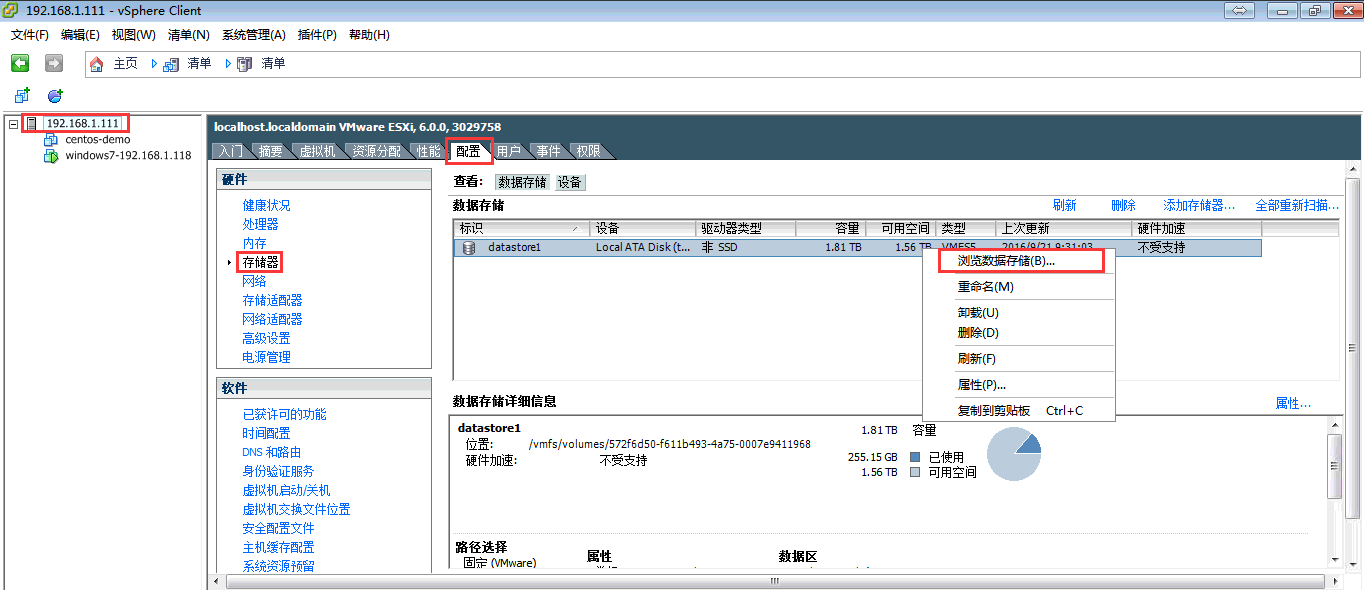 192.168.1.111 - vSphere Client
文件(F) 编辑(E) 视图(W) 清单(N) 系统管理(A) 插件(P) 帮助(H)
主页 清单 清单
192.168.1.111
centos-demo
windows7-192.168.1.118
localhost.localdomain VMware ESXi, 6.0.0, 3029758
入门 摘要 虚拟机 资源分配 性能 配置 用户 事件 权限
硬件
健康状况
处理器
内存
存储器
网络
存储适配器
网络适配器
高级设置
电源管理
软件
已获许可的功能
时间配置
DNS 和路由
身份验证服务
虚拟机启动/关机
虚拟机交换文件位置
安全配置文件
主机缓存配置
系统资源预留
查看: 数据存储 设备
数据存储 刷新 删除 添加存储器... 全部重新扫描...
标识 设备 驱动器类型 容量 可用空间 类型 上次更新 硬件加速
datastore1 Local ATA Disk (t... 非 SSD 1.81 TB 1.56 TB VMFS5 2016/9/21 9:31:03 不受支持
浏览数据存储(B)...
重命名(M)
卸载(U)
删除(D)
刷新(F)
属性(P)...
复制到剪贴板 Ctrl+C
数据存储详细信息 属性...
datastore1 1.81 TB 容量
位置: /vmfs/volumes/572f6d50-f611b493-4a75-0007e9411968
硬件加速: 不受支持 255.15 GB 已使用
1.56 TB 可用空间
路径选择 属性 数据区
固定 (VMware)